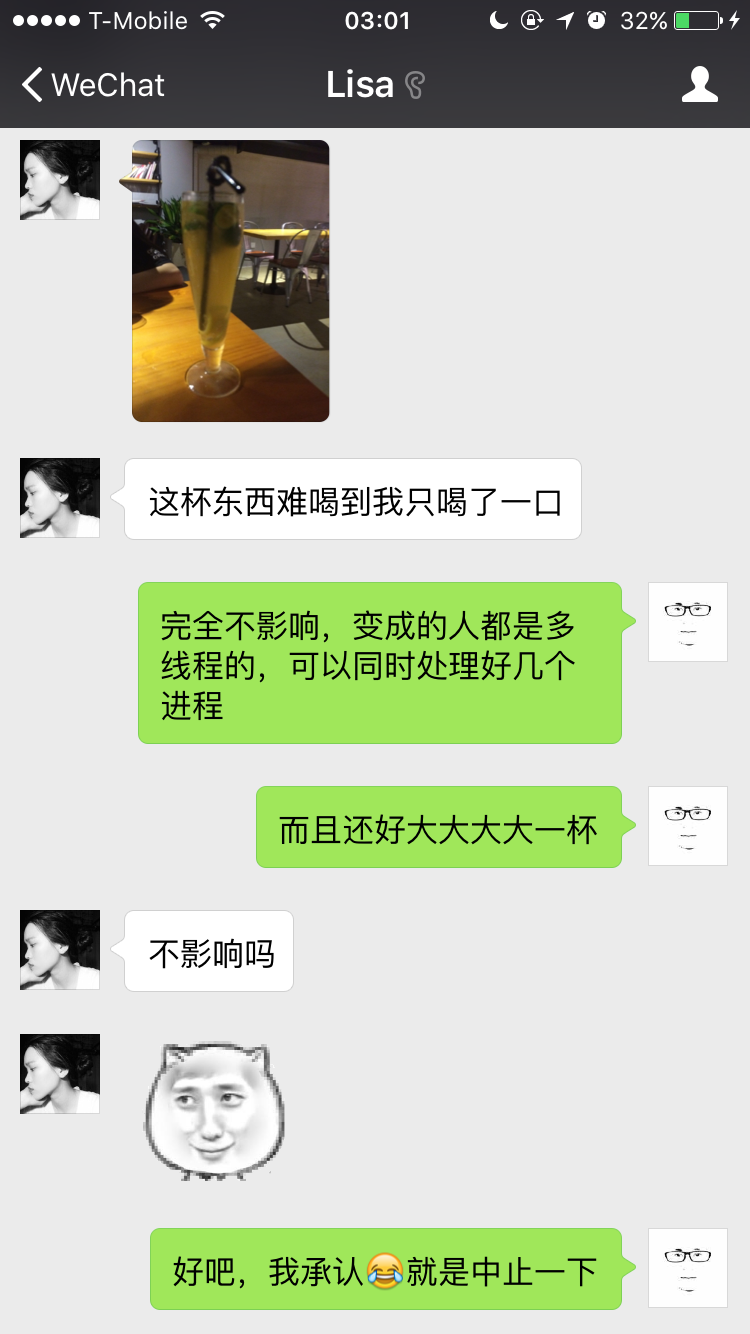 T-Mobile 03:01 32%
WeChat Lisa
这杯东西难喝到我只喝了一口
完全不影响，变成的人都是多
线程的，可以同时处理好几个
进程
而且还好大大大大一杯
不影响吗
好吧，我承认😂就是中止一下